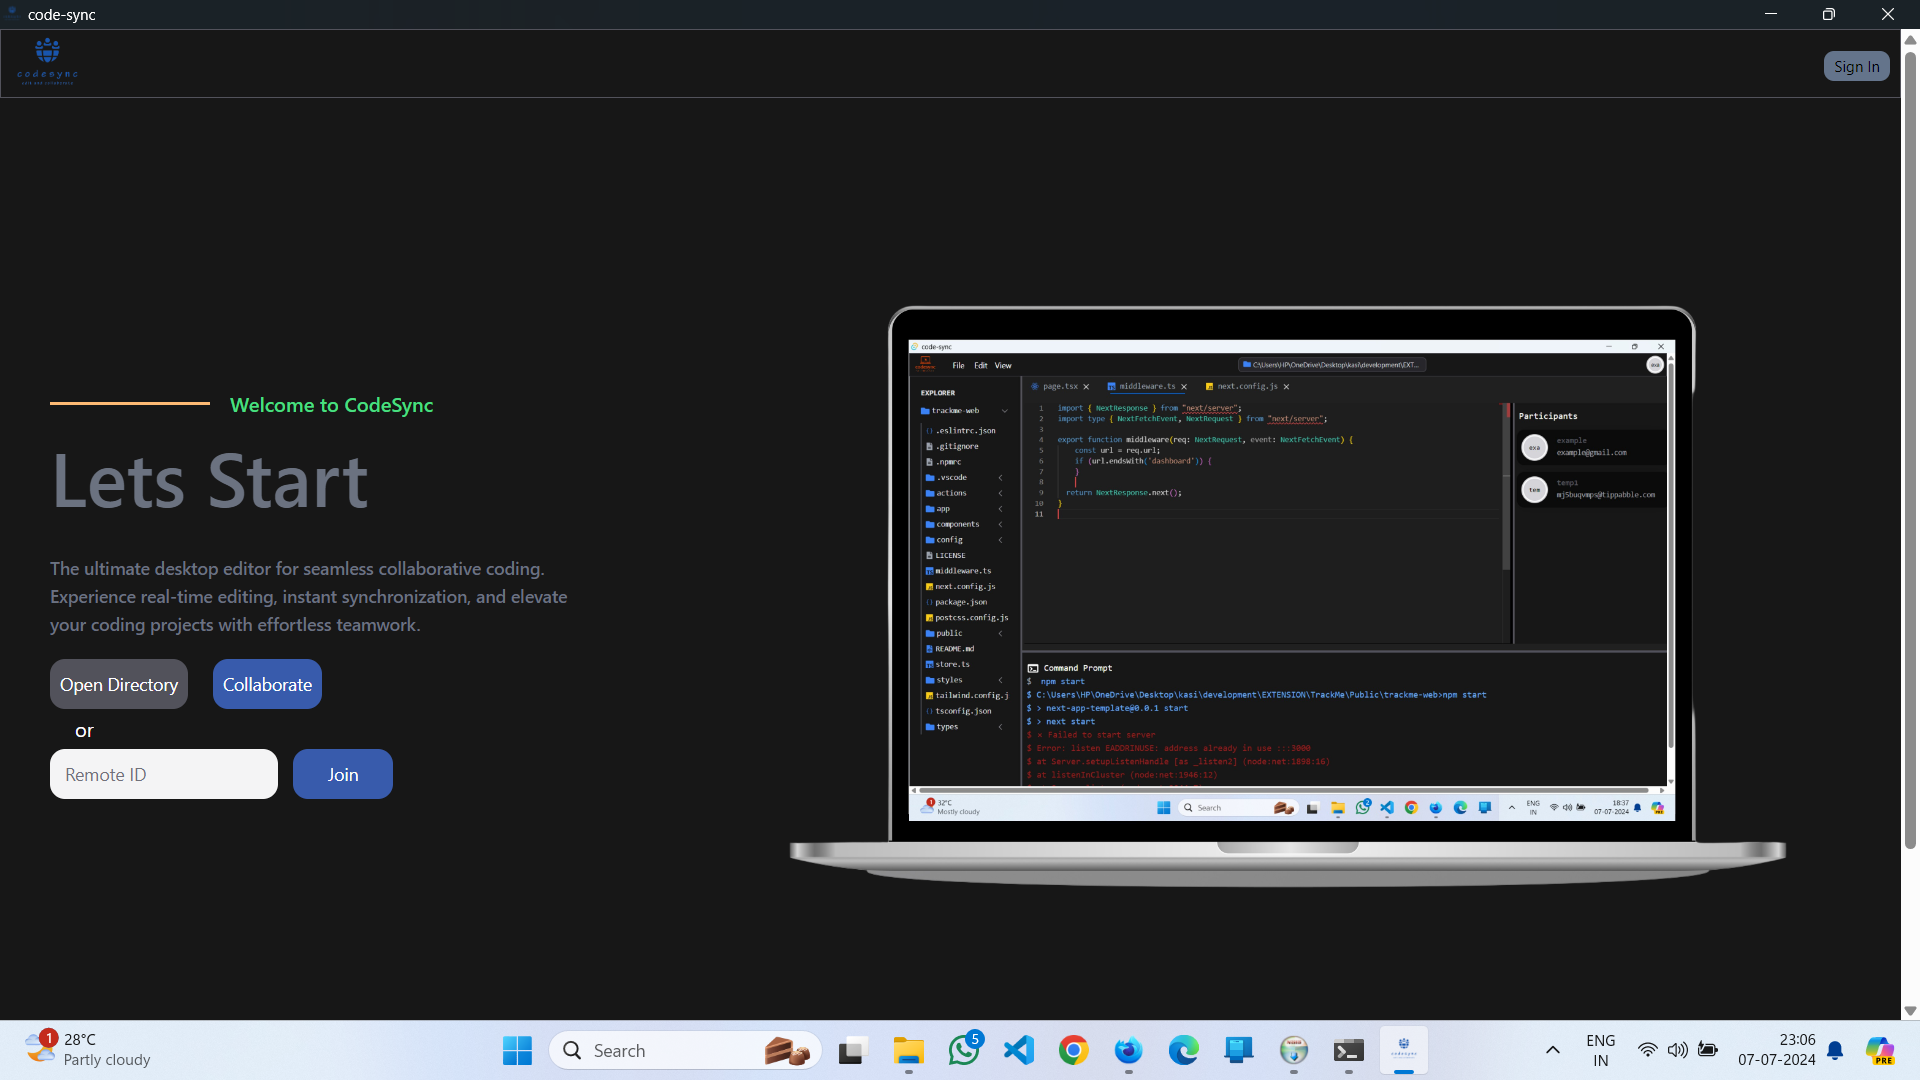 code-sync
codesync
Sign In
Welcome to CodeSync
Lets Start
The ultimate desktop editor for seamless collaborative coding.
Experience real-time editing, instant synchronization, and elevate
your coding projects with effortless teamwork.
Open Directory
Collaborate
or
Remote ID
Join
code-sync
File Edit View
C:\Users\HP\OneDrive\Desktop\kasi\development\EXT...
exa
EXPLORER
trackme-web
.eslintrc.json
.gitignore
.npmrc
.vscode
actions
app
components
config
LICENSE
middleware.ts
next.config.js
package.json
postcss.config.js
public
README.md
store.ts
styles
tailwind.config.j
tsconfig.json
types
page.tsx
middleware.ts
next.config.js
1 import { NextResponse } from "next/server";
2 import type { NextFetchEvent, NextRequest } from "next/server";
3
4 export function middleware(req: NextRequest, event: NextFetchEvent) {
5 const url = req.url;
6 if (url.endsWith('dashboard')) {
7 }
8
9 return NextResponse.next();
10 }
11
Participants
exa
example
example@gmail.com
tem
temp1
mj5buqvmps@tippabble.com
Command Prompt
$ npm start
$ C:\Users\HP\OneDrive\Desktop\kasi\development\EXTENSION\TrackMe\Public\trackme-web>npm start
$ > next-app-template@0.0.1 start
$ > next start
$ ⨯ Failed to start server
$ Error: listen EADDRINUSE: address already in use :::3000
$ at Server.setupListenHandle [as _listen2] (node:net:1898:16)
$ at listenInCluster (node:net:1946:12)
1
32°C
Mostly cloudy
Search
2
ENG
IN
18:37
07-07-2024
1
28°C
Partly cloudy
Search
5
codesync
ENG
IN
23:06
07-07-2024
PRE